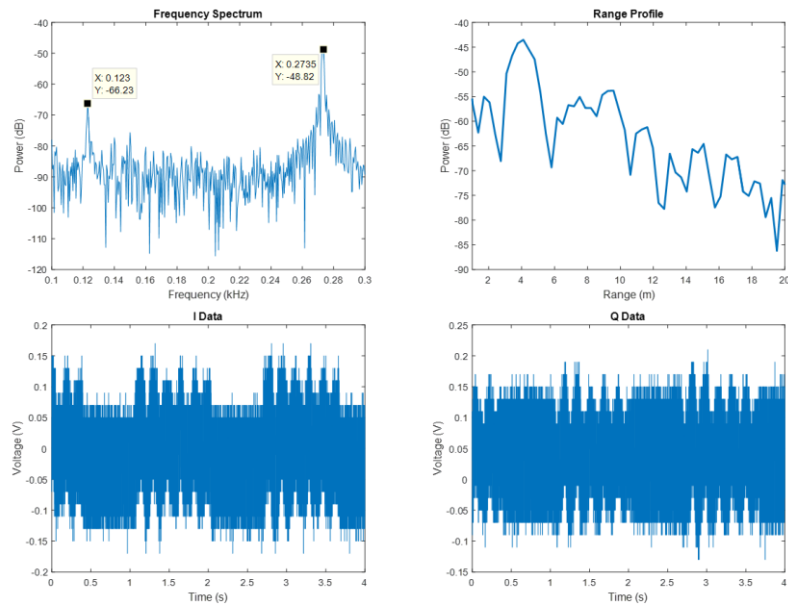 Frequency Spectrum
-40
-50
-60
-70
-80
-90
-100
-110
-120
Power (dB)
X: 0.123
Y: -66.23
X: 0.2735
Y: -48.82
0.1 0.12 0.14 0.16 0.18 0.2 0.22 0.24 0.26 0.28 0.3
Frequency (kHz)
Range Profile
-40
-45
-50
-55
-60
-65
-70
-75
-80
-85
-90
Power (dB)
2 4 6 8 10 12 14 16 18 20
Range (m)
I Data
0.2
0.15
0.1
0.05
0
-0.05
-0.1
-0.15
-0.2
Voltage (V)
0 0.5 1 1.5 2 2.5 3 3.5 4
Time (s)
Q Data
0.25
0.2
0.15
0.1
0.05
0
-0.05
-0.1
-0.15
Voltage (V)
0 0.5 1 1.5 2 2.5 3 3.5 4
Time (s)